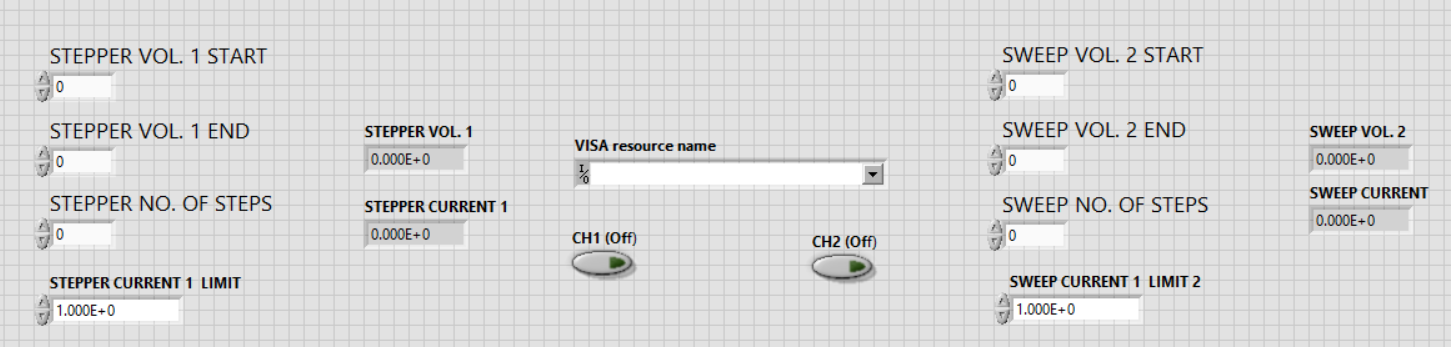 STEPPER VOL. 1 START
0
STEPPER VOL. 1 END
0
STEPPER NO. OF STEPS
0
STEPPER CURRENT 1  LIMIT
1.000E+0
STEPPER VOL. 1
0.000E+0
STEPPER CURRENT 1
0.000E+0
VISA resource name
I/O
CH1 (Off)
CH2 (Off)
SWEEP VOL. 2 START
0
SWEEP VOL. 2 END
0
SWEEP NO. OF STEPS
0
SWEEP CURRENT 1  LIMIT 2
1.000E+0
SWEEP VOL. 2
0.000E+0
SWEEP CURRENT
0.000E+0